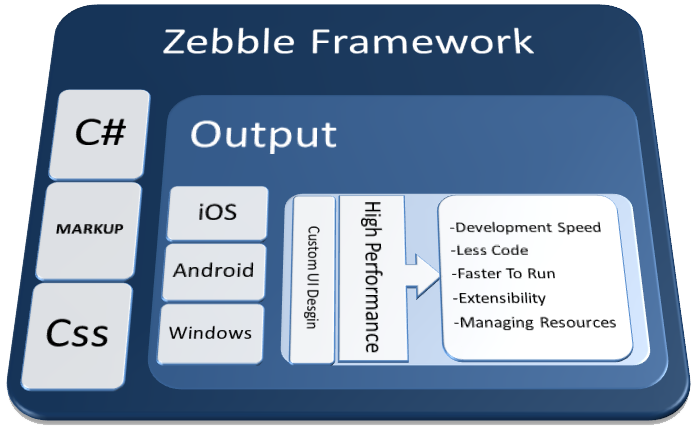 Zebble Framework
C#
MARKUP
Css
Output
iOS
Android
Windows
Custom UI Desgin
High Performance
-Development Speed
-Less Code
-Faster To Run
-Extensibility
-Managing Resources